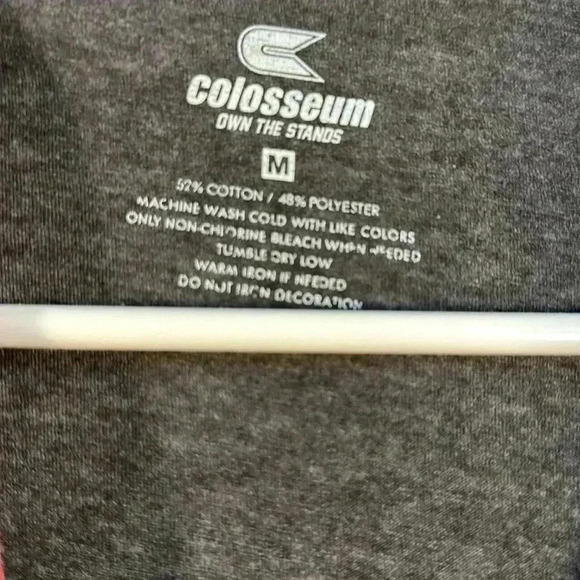 colosseum
OWN THE STANDS
M
52% COTTON / 48% POLYESTER
MACHINE WASH COLD WITH LIKE COLORS
ONLY NON-CHLORINE BLEACH WHEN NEEDED
TUMBLE DRY LOW
WARM IRON IF NEEDED
DO NOT IRON DECORATION